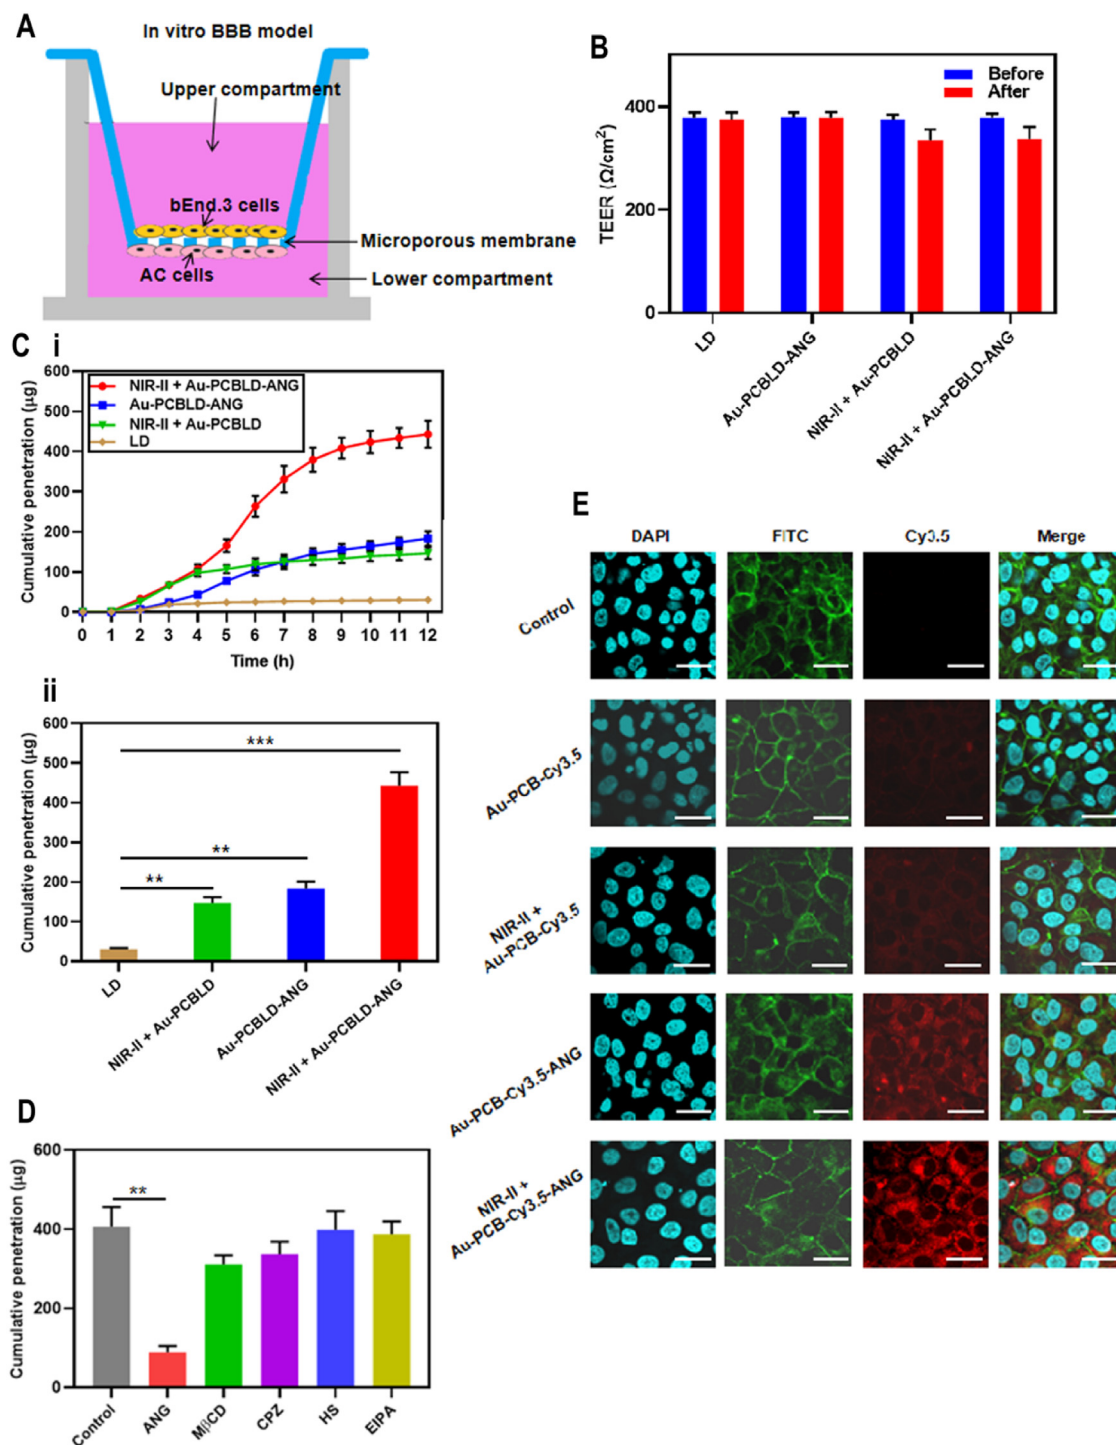 A
In vitro BBB model
Upper compartment
bEnd.3 cells
Microporous membrane
AC cells
Lower compartment
B
Before
After
TEER (Ω/cm²)
400
200
0
LD
Au-PCBLD-ANG
NIR-II + Au-PCBLD
NIR-II + Au-PCBLD-ANG
C i
NIR-II + Au-PCBLD-ANG
Au-PCBLD-ANG
NIR-II + Au-PCBLD
LD
Cumulative penetration (µg)
600
500
400
300
200
100
0
0 1 2 3 4 5 6 7 8 9 10 11 12
Time (h)
ii
Cumulative penetration (µg)
600
500
400
300
200
100
0
***
**
**
LD
NIR-II + Au-PCBLD
Au-PCBLD-ANG
NIR-II + Au-PCBLD-ANG
D
Cumulative penetration (µg)
600
400
200
0
**
Control
ANG
MβCD
CPZ
HS
EIPA
E
DAPI FITC Cy3.5 Merge
Control
Au-PCB-Cy3.5
NIR-II +
Au-PCB-Cy3.5
Au-PCB-Cy3.5-ANG
NIR-II +
Au-PCB-Cy3.5-ANG